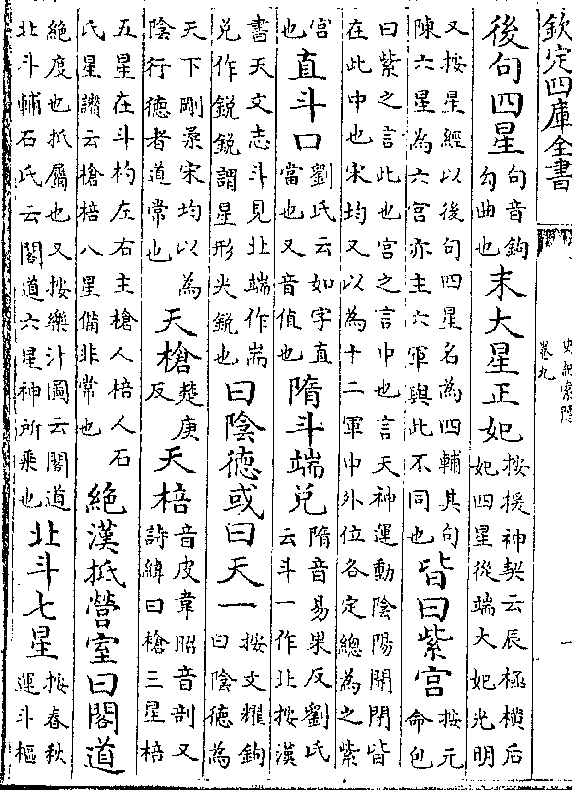 欽定四庫全書
史記索隱
卷九
一
後句四星
句音鉤
勾曲也
末大星正妃
按援神契云辰極橫后
妃四星從端大妃光明
又按星經以後句四星名為四輔其句
陳六星為六宮亦主六軍與此不同也
皆曰紫宮
按元
命包
曰紫之言此也宮之言中也言天神運動陰陽開閉皆
在此中也宋均又以為十二軍中外位各定總為之紫
宮
也
直斗口
劉氏云如字直
當也又音值也
隋斗端兌
隋音昜果反劉氏
云斗一作北按漢
書天文志斗見北端作耑
兌作鋭鋭謂星形尖鋭也
曰陰德或曰天一
按文耀鉤
曰陰德為
天下剛柔宋均以為
陰行德者道常也
天槍
楚庚
反
天棓
音皮韋昭音剖又
詩緯曰槍三星棓
五星在斗杓左右主槍人棓人石
氏星讃云槍棓八星備非常也
絶漢抵營室曰閣道
絶度也抵屬也又按樂汁圖云閣道
北斗輔石氏云閣道六星神所乘也
北斗七星
按春秋
運斗樞